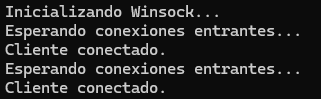 Inicializando Winsock...
Esperando conexiones entrantes...
Cliente conectado.
Esperando conexiones entrantes...
Cliente conectado.